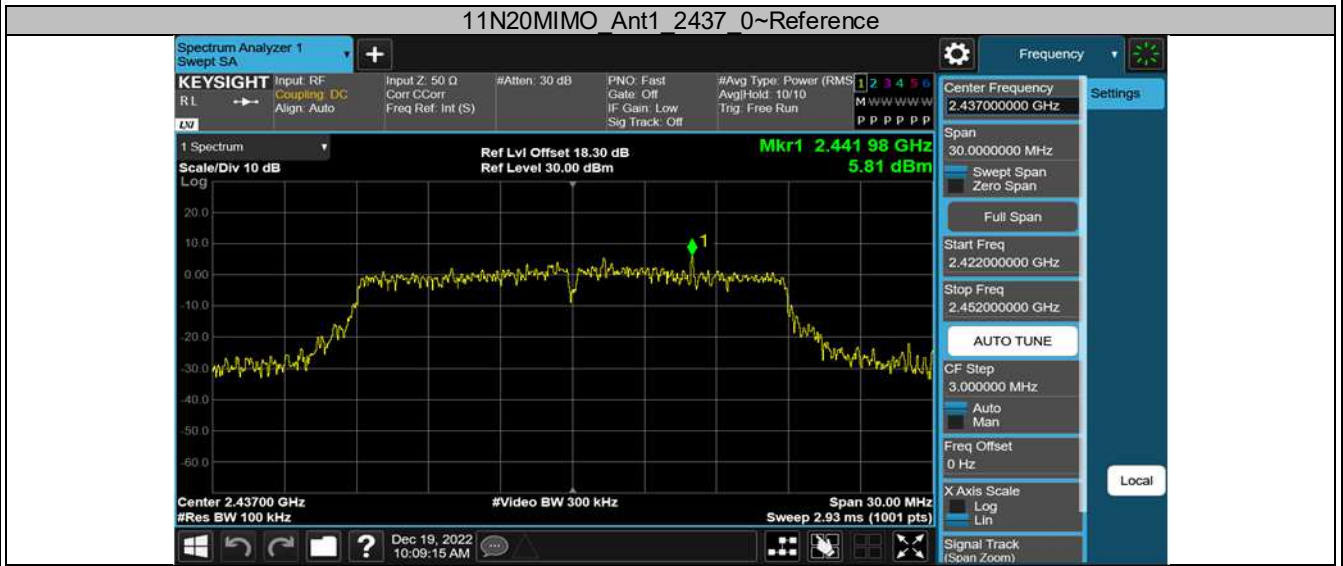 11N20MIMO_Ant1_2437_0~Reference
Spectrum Analyzer 1
Swept SA
+
Frequency
KEYSIGHT
RL
LXI
Input: RF
Coupling: DC
Align: Auto
Input Z: 50 Ω
Corr CCorr
Freq Ref: Int (S)
#Atten: 30 dB
PNO: Fast
Gate: Off
IF Gain: Low
Sig Track: Off
#Avg Type: Power (RMS
Avg|Hold: 10/10
Trig: Free Run
1 2 3 4 5 6
M W W W W W
P P P P P P
1 Spectrum
Scale/Div 10 dB
Log
Ref Lvl Offset 18.30 dB
Ref Level 30.00 dBm
Mkr1 2.441 98 GHz
5.81 dBm
20.0
10.0
0.00
-10.0
-20.0
-30.0
-40.0
-50.0
-60.0
1
Center 2.43700 GHz
#Res BW 100 kHz
#Video BW 300 kHz
Span 30.00 MHz
Sweep 2.93 ms (1001 pts)
Center Frequency
2.437000000 GHz
Settings
Span
30.0000000 MHz
Swept Span
Zero Span
Full Span
Start Freq
2.422000000 GHz
Stop Freq
2.452000000 GHz
AUTO TUNE
CF Step
3.000000 MHz
Auto
Man
Freq Offset
0 Hz
X Axis Scale
Log
Lin
Local
Signal Track
(Span Zoom)
?
Dec 19, 2022
10:09:15 AM